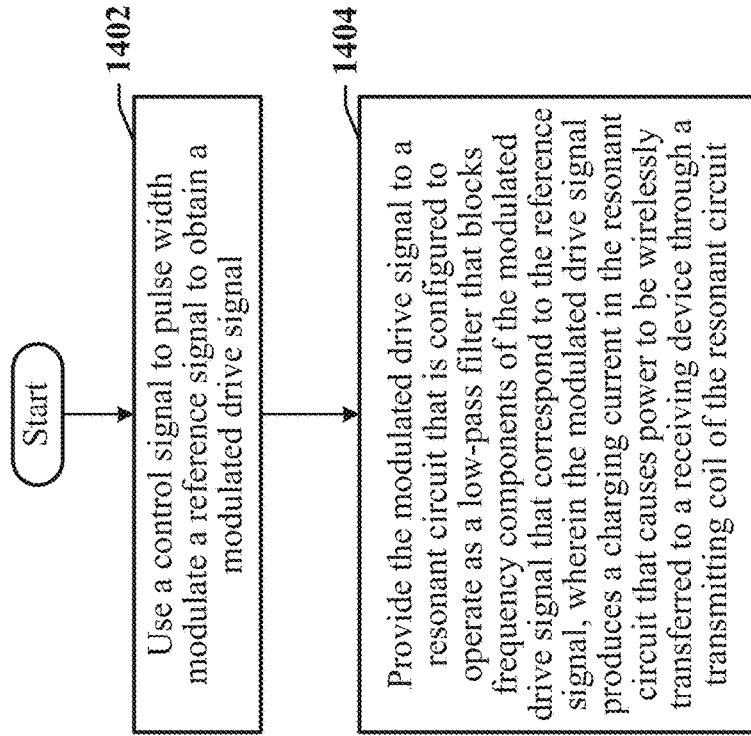 Start
1402
Use a control signal to pulse width
modulate a reference signal to obtain a
modulated drive signal
1404
Provide the modulated drive signal to a
resonant circuit that is configured to
operate as a low-pass filter that blocks
frequency components of the modulated
drive signal that correspond to the reference
signal, wherein the modulated drive signal
produces a charging current in the resonant
circuit that causes power to be wirelessly
transferred to a receiving device through a
transmitting coil of the resonant circuit